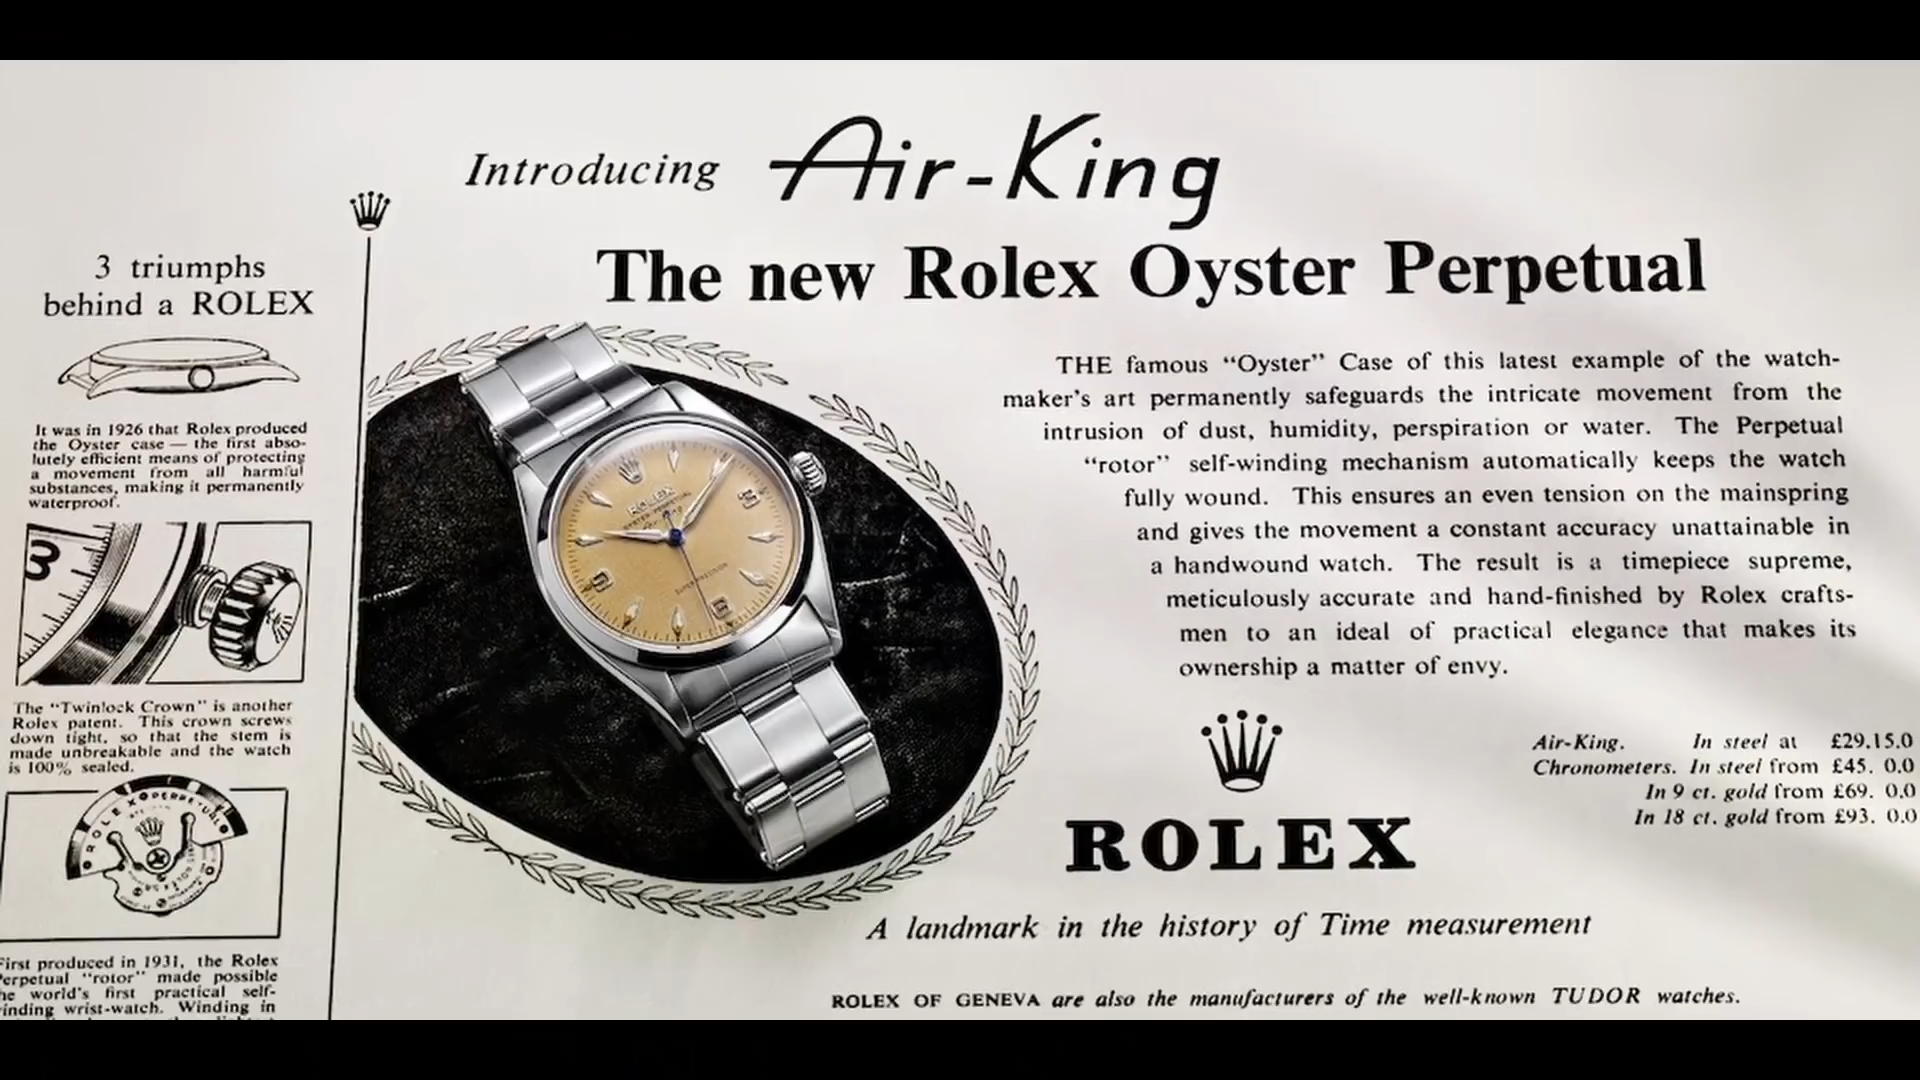 Introducing Air-King
The new Rolex Oyster Perpetual
3 triumphs
behind a ROLEX
It was in 1926 that Rolex produced
the Oyster case — the first abso-
lutely efficient means of protecting
a movement from all harmful
substances, making it permanently
waterproof.
3
The "Twinlock Crown" is another
Rolex patent. This crown screws
down tight, so that the stem is
made unbreakable and the watch
is 100% sealed.
ROLEX PERPETUAL
First produced in 1931, the Rolex
Perpetual "rotor" made possible
the world's first practical self-
winding wrist-watch. Winding in
ROLEX
OYSTER PERPETUAL
Air-King
SUPER PRECISION
THE famous "Oyster" Case of this latest example of the watch-
maker's art permanently safeguards the intricate movement from the
intrusion of dust, humidity, perspiration or water. The Perpetual
"rotor" self-winding mechanism automatically keeps the watch
fully wound. This ensures an even tension on the mainspring
and gives the movement a constant accuracy unattainable in
a handwound watch. The result is a timepiece supreme,
meticulously accurate and hand-finished by Rolex crafts-
men to an ideal of practical elegance that makes its
ownership a matter of envy.
ROLEX
Air-King. In steel at £29.15.0
Chronometers. In steel from £45. 0.0
In 9 ct. gold from £69. 0.0
In 18 ct. gold from £93. 0.0
A landmark in the history of Time measurement
ROLEX OF GENEVA are also the manufacturers of the well-known TUDOR watches.